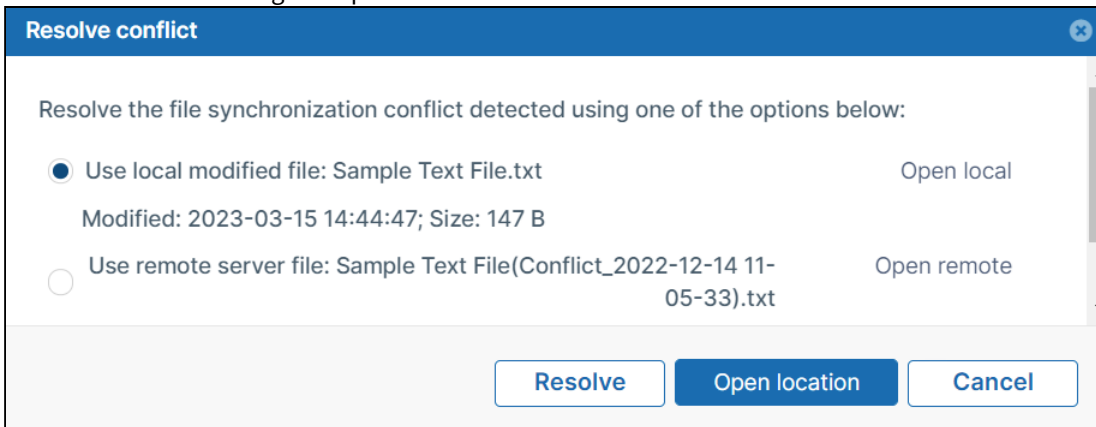 Resolve conflict
Resolve the file synchronization conflict detected using one of the options below:
Use local modified file: Sample Text File.txt Open local
Modified: 2023-03-15 14:44:47; Size: 147 B
Use remote server file: Sample Text File(Conflict_2022-12-14 11- Open remote
05-33).txt
Resolve Open location Cancel